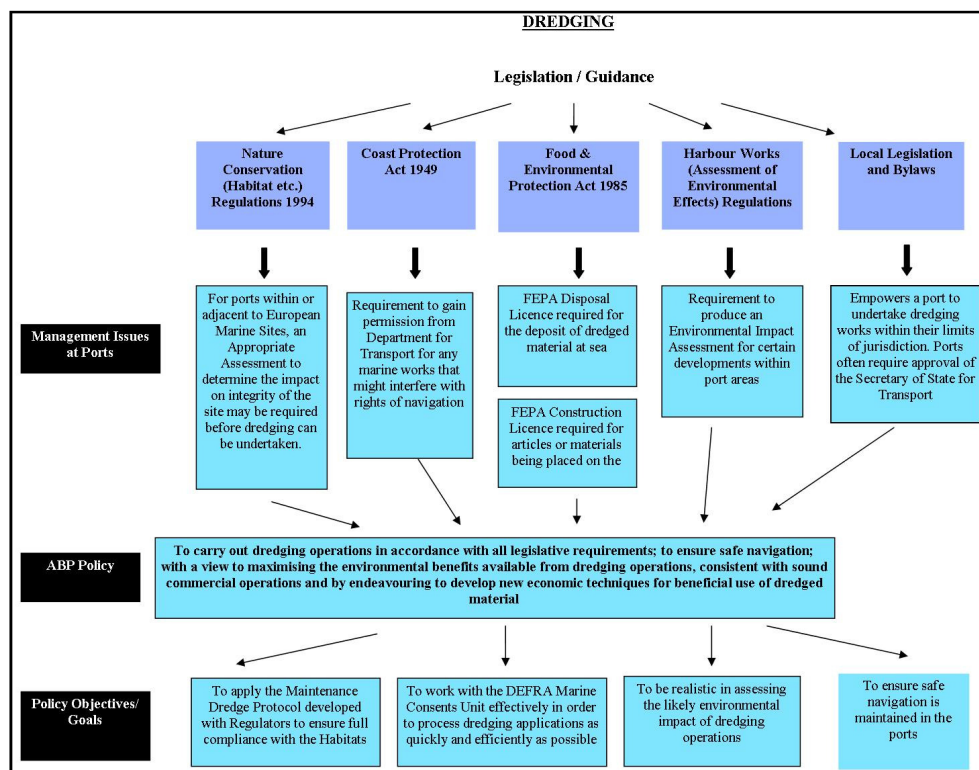 DREDGING
Legislation / Guidance
Nature
Conservation
(Habitat etc.)
Regulations 1994
Coast Protection
Act 1949
Food &
Environmental
Protection Act 1985
Harbour Works
(Assessment of
Environmental
Effects) Regulations
Local Legislation
and Bylaws
Management Issues
at Ports
For ports within or
adjacent to European
Marine Sites, an
Appropriate
Assessment to
determine the impact
on integrity of the
site may be required
before dredging can
be undertaken.
Requirement to gain
permission from
Department for
Transport for any
marine works that
might interfere with
rights of navigation
FEPA Disposal
Licence required for
the deposit of dredged
material at sea
FEPA Construction
Licence required for
articles or materials
being placed on the
Requirement to
produce an
Environmental Impact
Assessment for certain
developments within
port areas
Empowers a port to
undertake dredging
works within their limits
of jurisdiction. Ports
often require approval of
the Secretary of State for
Transport
ABP Policy
To carry out dredging operations in accordance with all legislative requirements; to ensure safe navigation;
with a view to maximising the environmental benefits available from dredging operations, consistent with sound
commercial operations and by endeavouring to develop new economic techniques for beneficial use of dredged
material
Policy Objectives/
Goals
To apply the Maintenance
Dredge Protocol developed
with Regulators to ensure full
compliance with the Habitats
To work with the DEFRA Marine
Consents Unit effectively in order
to process dredging applications as
quickly and efficiently as possible
To be realistic in assessing
the likely environmental
impact of dredging
operations
To ensure safe
navigation is
maintained in the
ports